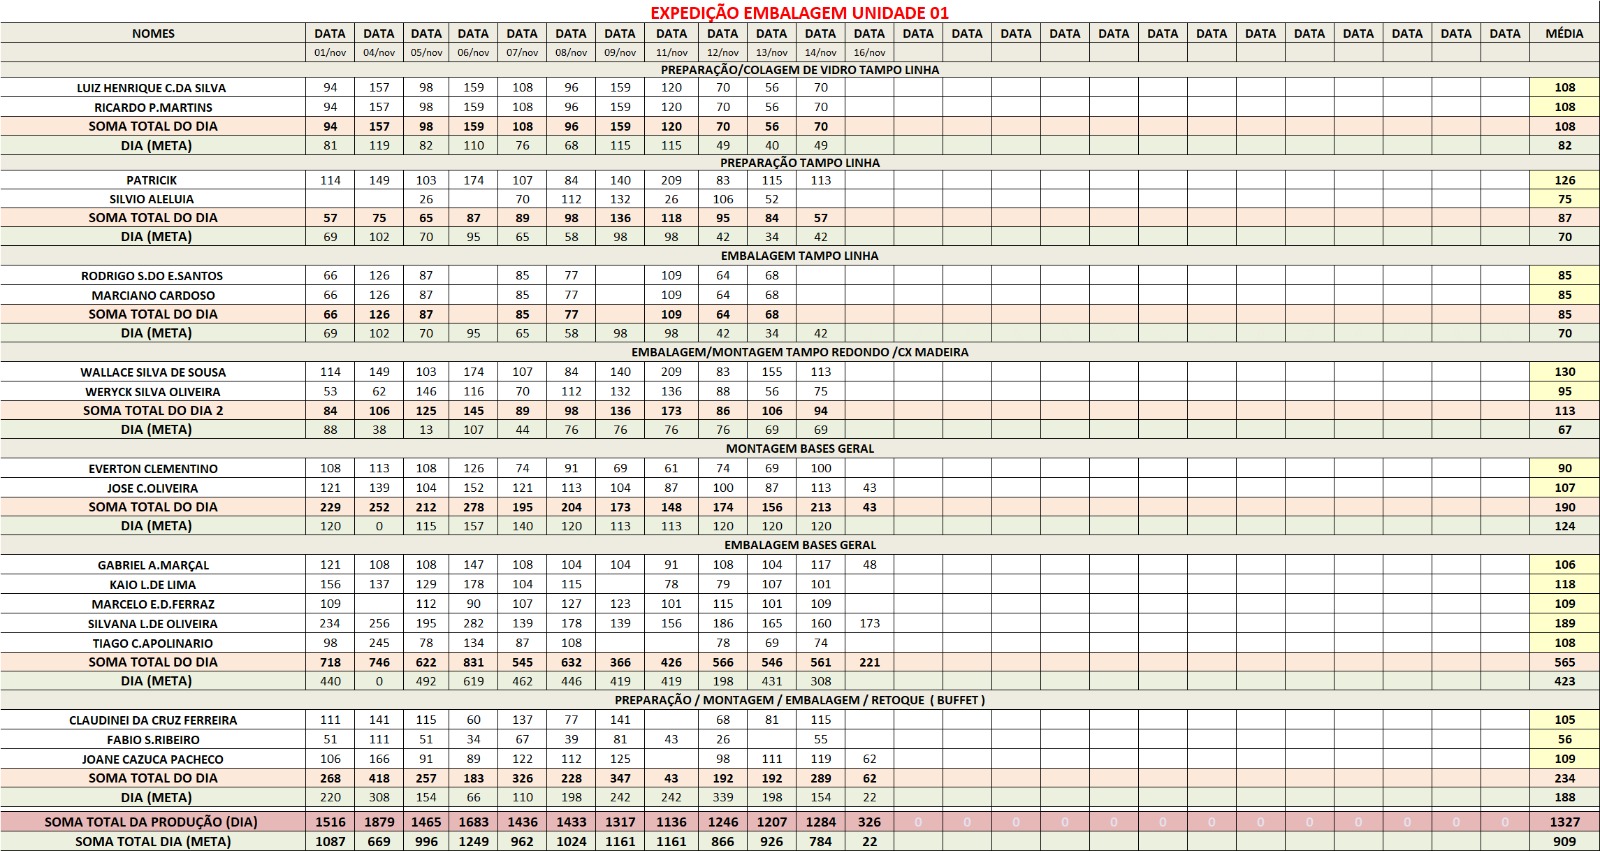 EXPEDIÇÃO EMBALAGEM UNIDADE 01
NOMES DATA DATA DATA DATA DATA DATA DATA DATA DATA DATA DATA DATA DATA DATA DATA DATA DATA DATA DATA DATA DATA DATA DATA DATA DATA MÉDIA
01/nov 04/nov 05/nov 06/nov 07/nov 08/nov 09/nov 11/nov 12/nov 13/nov 14/nov 16/nov
PREPARAÇÃO/COLAGEM DE VIDRO TAMPO LINHA
LUIZ HENRIQUE C.DA SILVA 94 157 98 159 108 96 159 120 70 56 70 108
RICARDO P.MARTINS 94 157 98 159 108 96 159 120 70 56 70 108
SOMA TOTAL DO DIA 94 157 98 159 108 96 159 120 70 56 70 108
DIA (META) 81 119 82 110 76 68 115 115 49 40 49 82
PREPARAÇÃO TAMPO LINHA
PATRICIK 114 149 103 174 107 84 140 209 83 115 113 126
SILVIO ALELUIA 26 70 112 132 26 106 52 75
SOMA TOTAL DO DIA 57 75 65 87 89 98 136 118 95 84 57 87
DIA (META) 69 102 70 95 65 58 98 98 42 34 42 70
EMBALAGEM TAMPO LINHA
RODRIGO S.DO E.SANTOS 66 126 87 85 77 109 64 68 85
MARCIANO CARDOSO 66 126 87 85 77 109 64 68 85
SOMA TOTAL DO DIA 66 126 87 85 77 109 64 68 85
DIA (META) 69 102 70 95 65 58 98 98 42 34 42 70
EMBALAGEM/MONTAGEM TAMPO REDONDO /CX MADEIRA
WALLACE SILVA DE SOUSA 114 149 103 174 107 84 140 209 83 155 113 130
WERYCK SILVA OLIVEIRA 53 62 146 116 70 112 132 136 88 56 75 95
SOMA TOTAL DO DIA 2 84 106 125 145 89 98 136 173 86 106 94 113
DIA (META) 88 38 13 107 44 76 76 76 76 69 69 67
MONTAGEM BASES GERAL
EVERTON CLEMENTINO 108 113 108 126 74 91 69 61 74 69 100 90
JOSE C.OLIVEIRA 121 139 104 152 121 113 104 87 100 87 113 43 107
SOMA TOTAL DO DIA 229 252 212 278 195 204 173 148 174 156 213 43 190
DIA (META) 120 0 115 157 140 120 113 113 120 120 120 124
EMBALAGEM BASES GERAL
GABRIEL A.MARÇAL 121 108 108 147 108 104 104 91 108 104 117 48 106
KAIO L.DE LIMA 156 137 129 178 104 115 78 79 107 101 118
MARCELO E.D.FERRAZ 109 112 90 107 127 123 101 115 101 109 109
SILVANA L.DE OLIVEIRA 234 256 195 282 139 178 139 156 186 165 160 173 189
TIAGO C.APOLINARIO 98 245 78 134 87 108 78 69 74 108
SOMA TOTAL DO DIA 718 746 622 831 545 632 366 426 566 546 561 221 565
DIA (META) 440 0 492 619 462 446 419 419 198 431 308 423
PREPARAÇÃO / MONTAGEM / EMBALAGEM / RETOQUE ( BUFFET )
CLAUDINEI DA CRUZ FERREIRA 111 141 115 60 137 77 141 68 81 115 105
FABIO S.RIBEIRO 51 111 51 34 67 39 81 43 26 55 56
JOANE CAZUCA PACHECO 106 166 91 89 122 112 125 98 111 119 62 109
SOMA TOTAL DO DIA 268 418 257 183 326 228 347 43 192 192 289 62 234
DIA (META) 220 308 154 66 110 198 242 242 339 198 154 22 188
SOMA TOTAL DA PRODUÇÃO (DIA) 1516 1879 1465 1683 1436 1433 1317 1136 1246 1207 1284 326 0 0 0 0 0 0 0 0 0 0 0 0 0 1327
SOMA TOTAL DIA (META) 1087 669 996 1249 962 1024 1161 1161 866 926 784 22 909